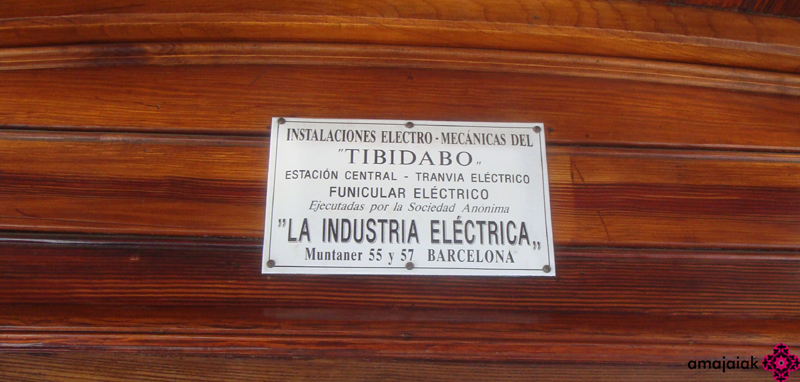 INSTALACIONES ELECTRO - MECÁNICAS DEL
"TIBIDABO„
ESTACIÓN CENTRAL - TRANVIA ELÉCTRICO
FUNICULAR ELÉCTRICO
Ejecutadas por la Sociedad Anonima
"LA INDUSTRIA ELÉCTRICA„
Muntaner 55 y 57 BARCELONA
amajaiak